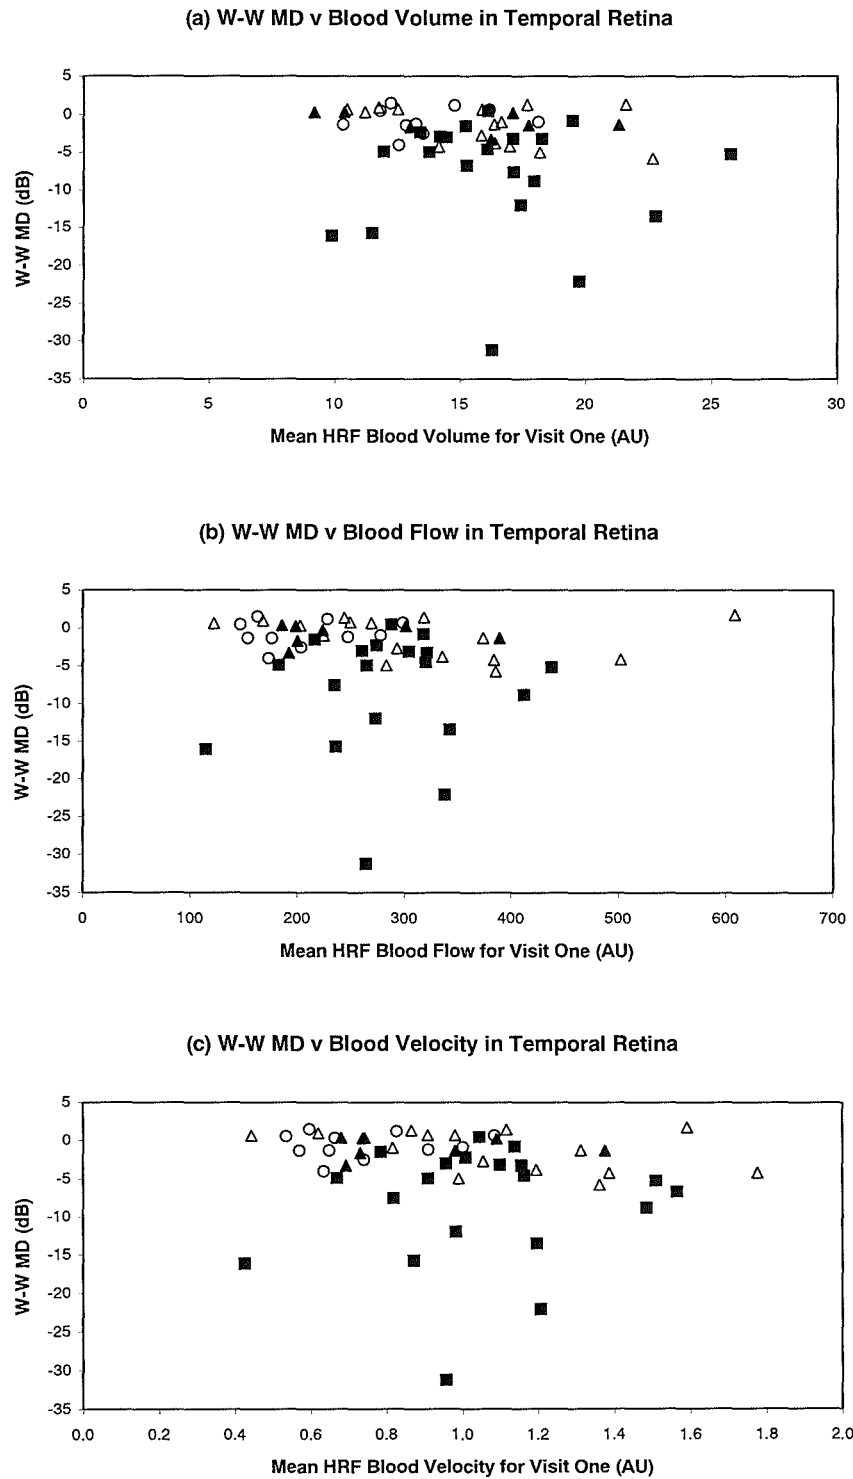 (a) W-W MD v Blood Volume in Temporal Retina
5
0
-5
-10
-15
-20
-25
-30
-35
W-W MD (dB)
0 5 10 15 20 25 30
Mean HRF Blood Volume for Visit One (AU)
(b) W-W MD v Blood Flow in Temporal Retina
5
0
-5
-10
-15
-20
-25
-30
-35
W-W MD (dB)
0 100 200 300 400 500 600 700
Mean HRF Blood Flow for Visit One (AU)
(c) W-W MD v Blood Velocity in Temporal Retina
5
0
-5
-10
-15
-20
-25
-30
-35
W-W MD (dB)
0.0 0.2 0.4 0.6 0.8 1.0 1.2 1.4 1.6 1.8 2.0
Mean HRF Blood Velocity for Visit One (AU)